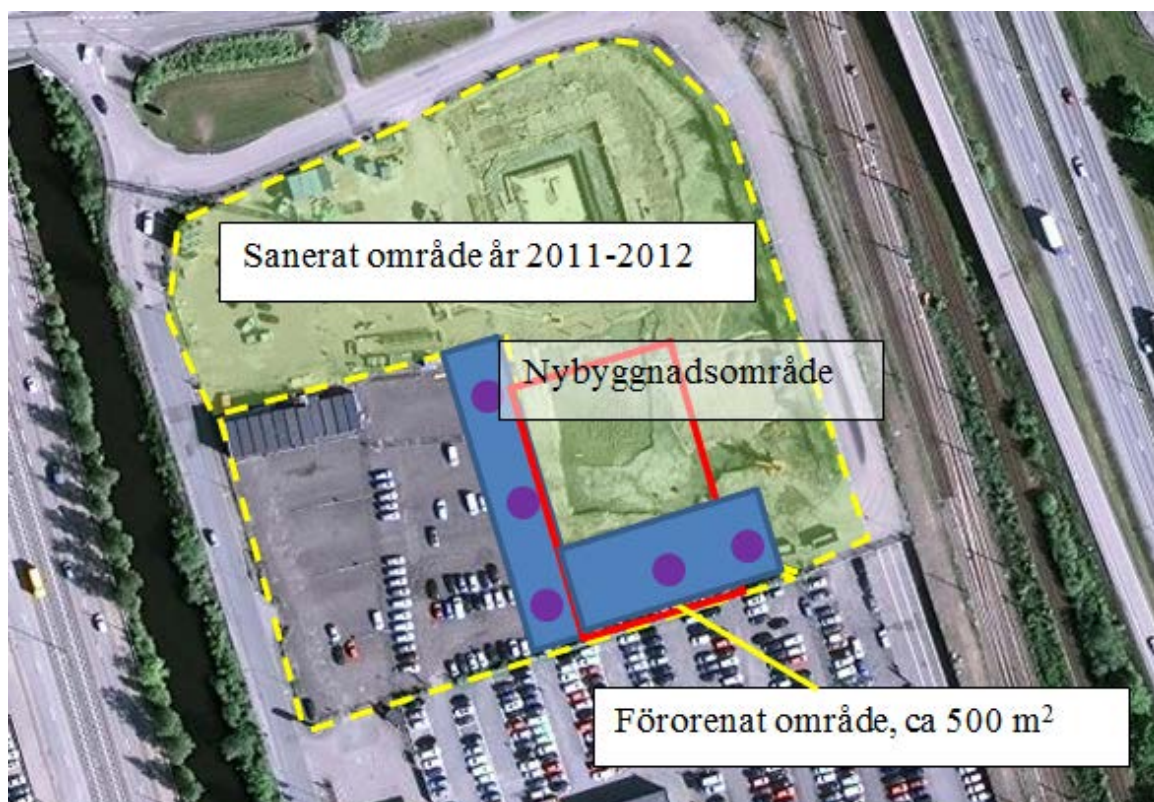 Sanerat område år 2011-2012
Nybyggnadsområde
Förorenat område, ca 500 m²